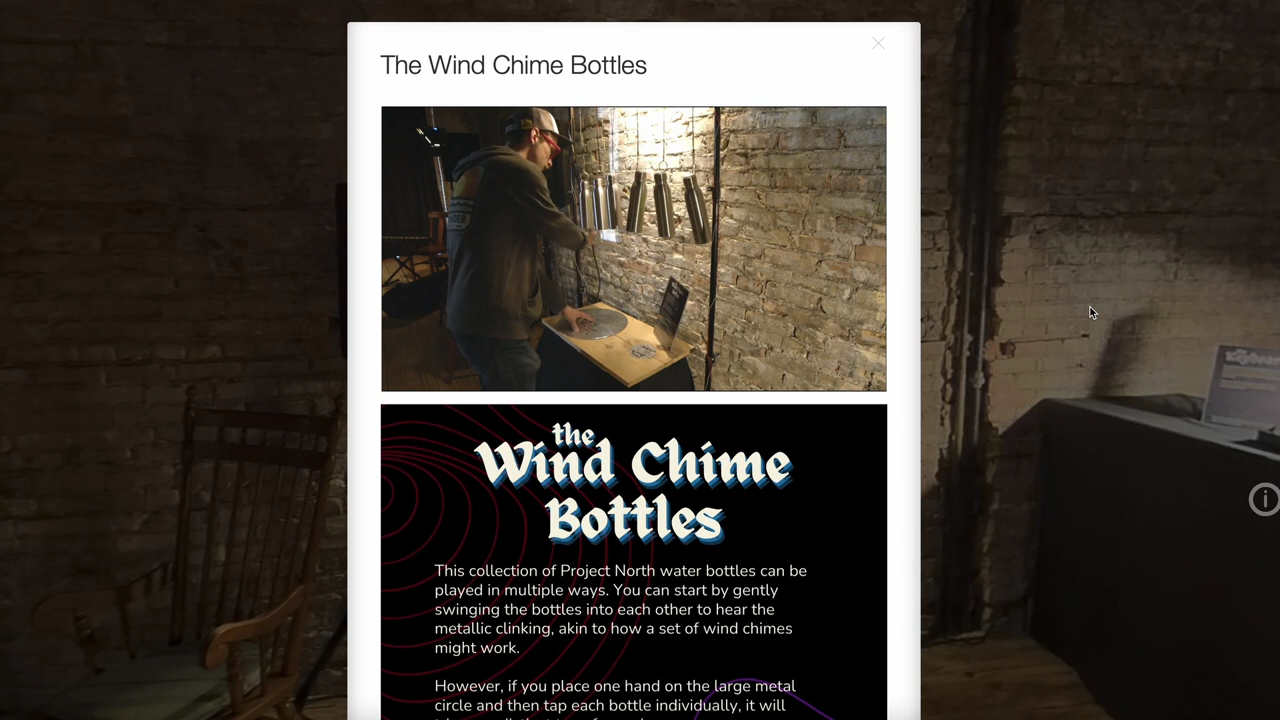 The Wind Chime Bottles
the
Wind Chime
Bottles
This collection of Project North water bottles can be
played in multiple ways. You can start by gently
swinging the bottles into each other to hear the
metallic clinking, akin to how a set of wind chimes
might work.
However, if you place one hand on the large metal
circle and then tap each bottle individually, it will